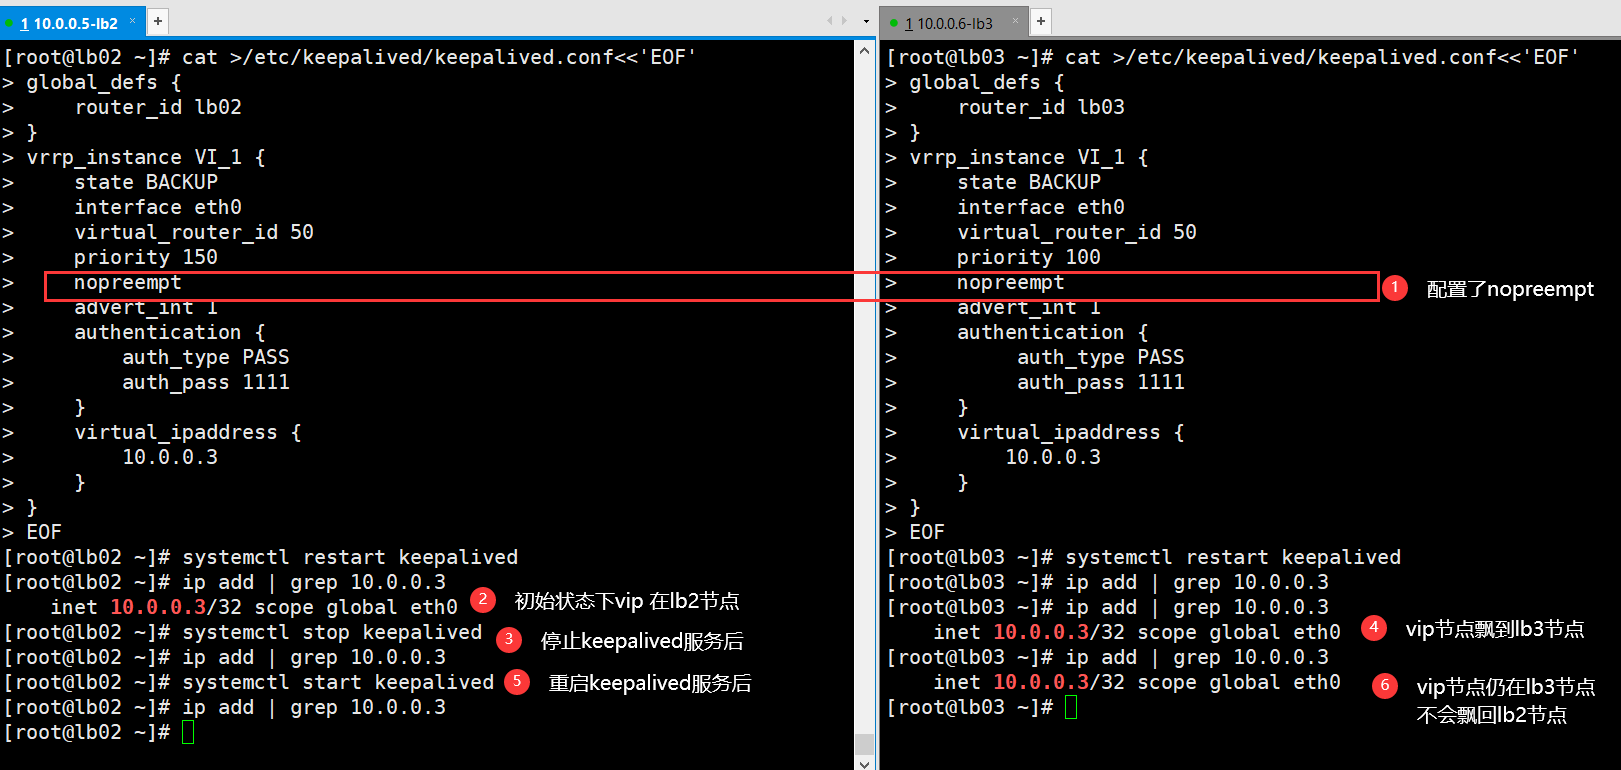 1 10.0.0.5-lb2 × +
[root@lb02 ~]# cat >/etc/keepalived/keepalived.conf<<'EOF'
> global_defs {
>     router_id lb02
> }
> vrrp_instance VI_1 {
>     state BACKUP
>     interface eth0
>     virtual_router_id 50
>     priority 150
>     nopreempt
>     advert_int 1
>     authentication {
>         auth_type PASS
>         auth_pass 1111
>     }
>     virtual_ipaddress {
>         10.0.0.3
>     }
> }
> EOF
[root@lb02 ~]# systemctl restart keepalived
[root@lb02 ~]# ip add | grep 10.0.0.3
    inet 10.0.0.3/32 scope global eth0
2 初始状态下vip 在lb2节点
[root@lb02 ~]# systemctl stop keepalived
3 停止keepalived服务后
[root@lb02 ~]# ip add | grep 10.0.0.3
[root@lb02 ~]# systemctl start keepalived
5 重启keepalived服务后
[root@lb02 ~]# ip add | grep 10.0.0.3
[root@lb02 ~]#
1 10.0.0.6-lb3 × +
[root@lb03 ~]# cat >/etc/keepalived/keepalived.conf<<'EOF'
> global_defs {
>     router_id lb03
> }
> vrrp_instance VI_1 {
>     state BACKUP
>     interface eth0
>     virtual_router_id 50
>     priority 100
>     nopreempt
1 配置了nopreempt
>     advert_int 1
>     authentication {
>          auth_type PASS
>          auth_pass 1111
>     }
>     virtual_ipaddress {
>         10.0.0.3
>     }
> }
> EOF
[root@lb03 ~]# systemctl restart keepalived
[root@lb03 ~]# ip add | grep 10.0.0.3
[root@lb03 ~]# ip add | grep 10.0.0.3
    inet 10.0.0.3/32 scope global eth0
4 vip节点飘到lb3节点
[root@lb03 ~]# ip add | grep 10.0.0.3
    inet 10.0.0.3/32 scope global eth0
6 vip节点仍在lb3节点
不会飘回lb2节点
[root@lb03 ~]#